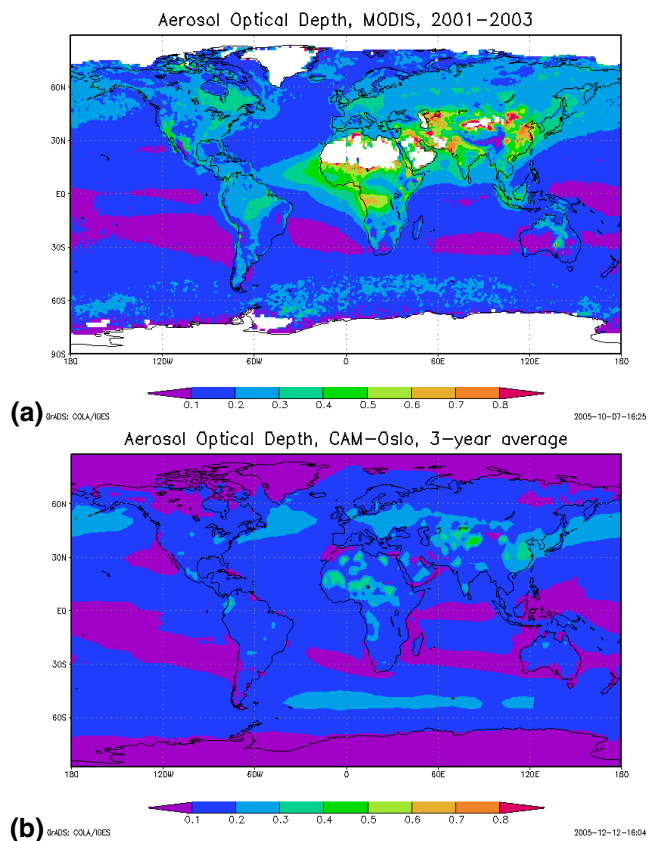 Aerosol Optical Depth, MODIS, 2001-2003
60N
30N
EQ
30S
60S
90S
180 120W 60W 0 60E 120E 180
0.1 0.2 0.3 0.4 0.5 0.6 0.7 0.8
(a) GrADS: COLA/IGES 2005-10-07-16:25
Aerosol Optical Depth, CAM-Oslo, 3-year average
60N
30N
EQ
30S
60S
180 120W 60W 0 60E 120E 180
0.1 0.2 0.3 0.4 0.5 0.6 0.7 0.8
(b) GrADS: COLA/IGES 2005-12-12-16:04